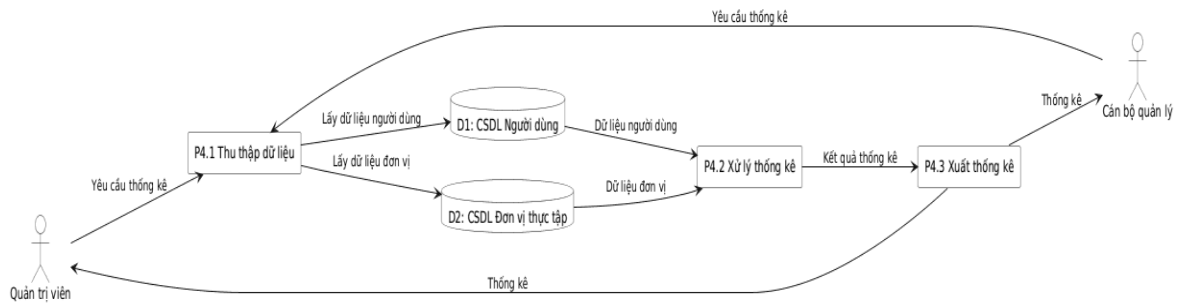 Yêu cầu thống kê
Cán bộ quản lý
Thống kê
Lấy dữ liệu người dùng
D1: CSDL Người dùng
Dữ liệu người dùng
P4.1 Thu thập dữ liệu
Lấy dữ liệu đơn vị
P4.2 Xử lý thống kê
Kết quả thống kê
P4.3 Xuất thống kê
Yêu cầu thống kê
D2: CSDL Đơn vị thực tập
Dữ liệu đơn vị
Quản trị viên
Thống kê